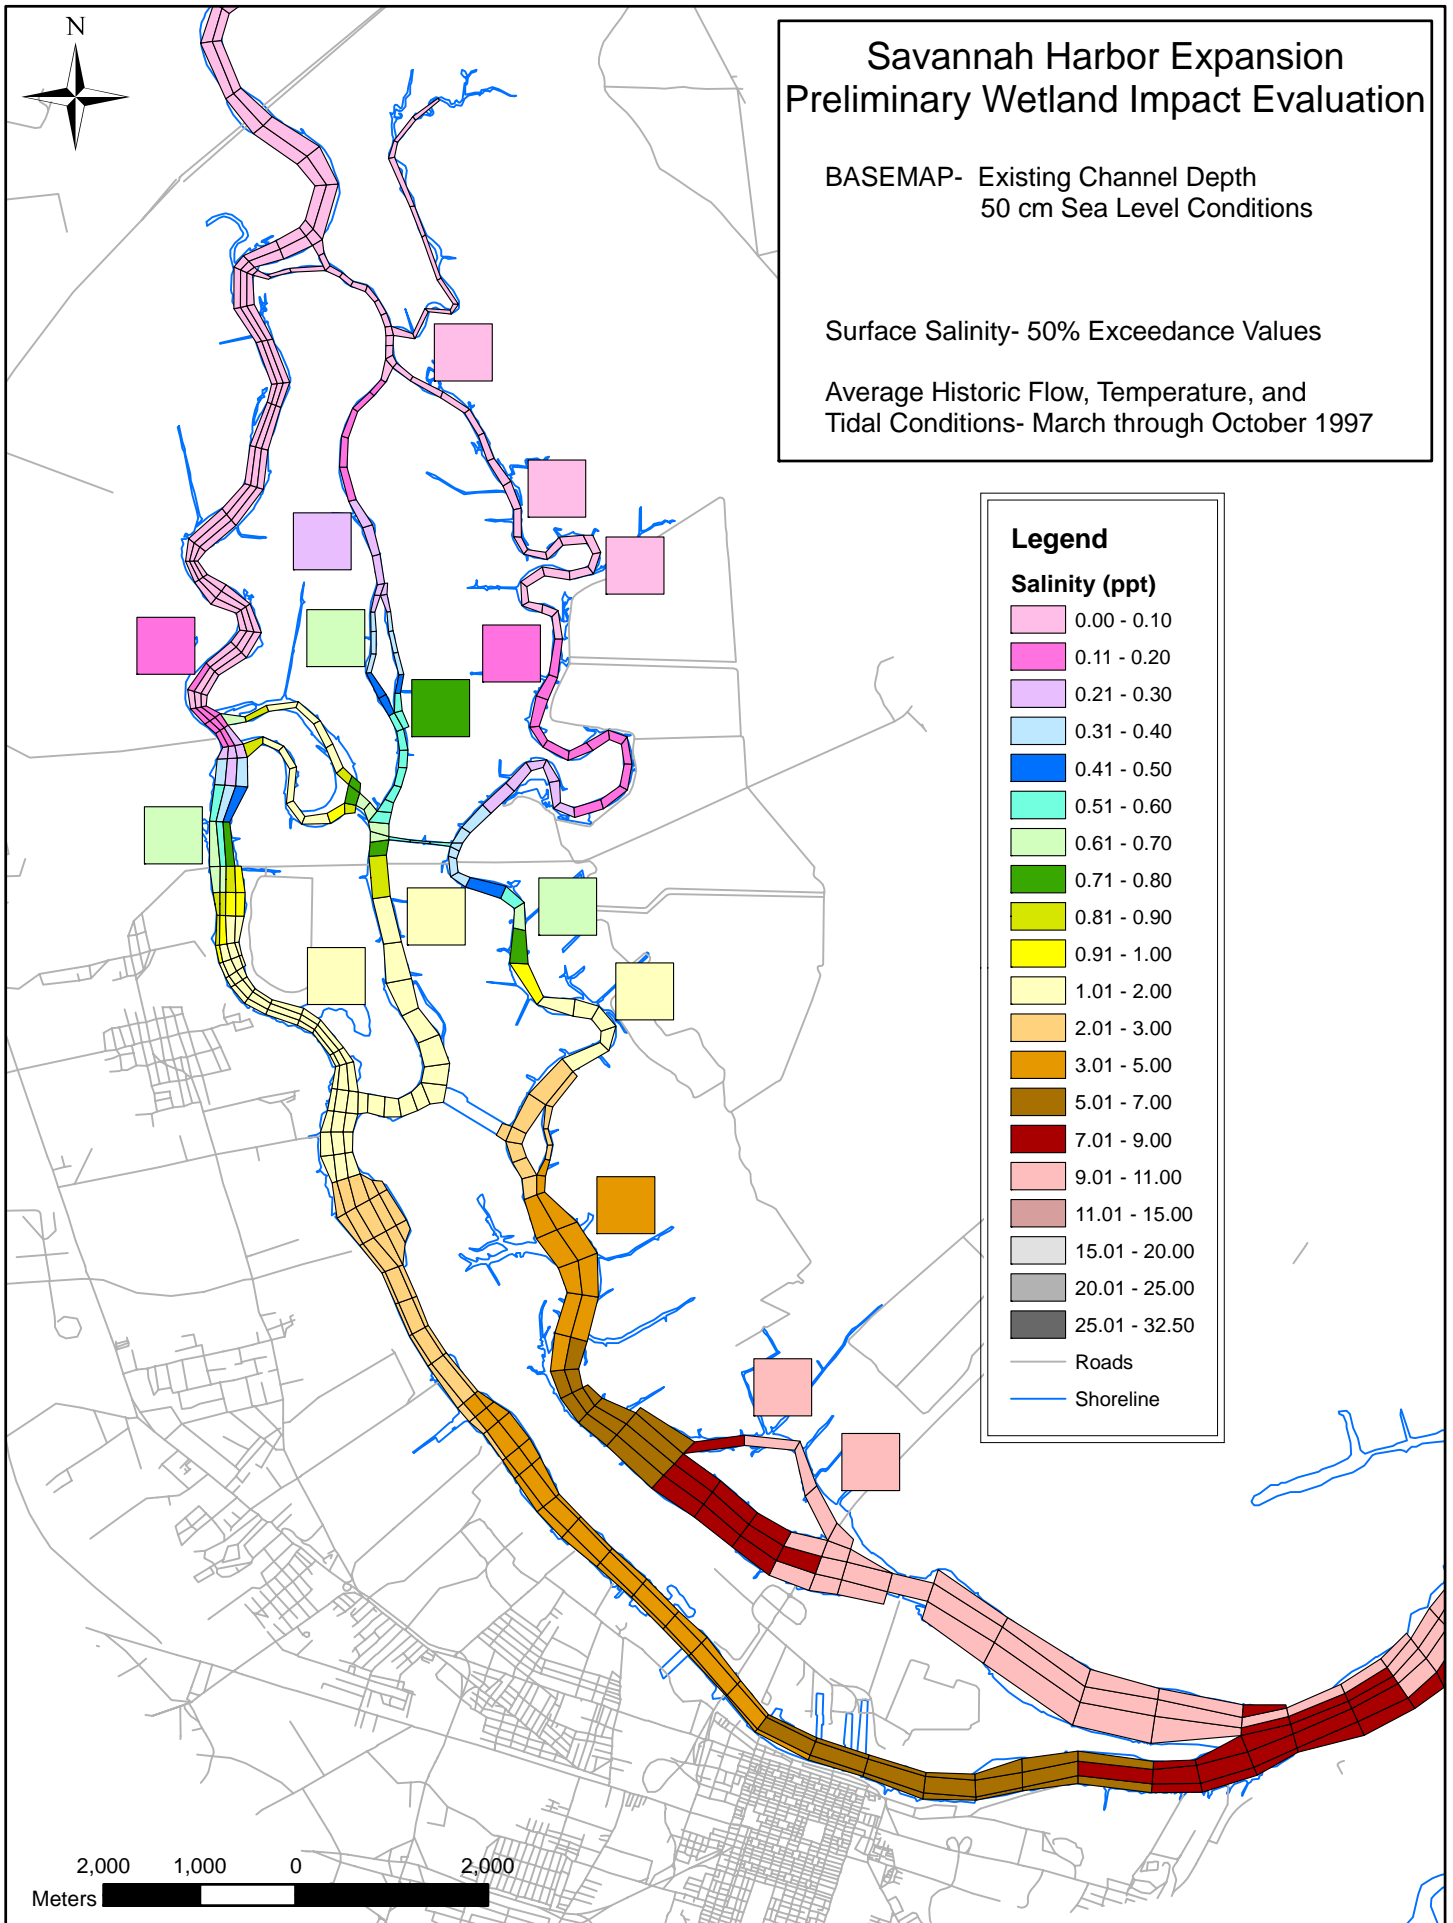 N
Savannah Harbor Expansion
Preliminary Wetland Impact Evaluation
BASEMAP- Existing Channel Depth
50 cm Sea Level Conditions
Surface Salinity- 50% Exceedance Values
Average Historic Flow, Temperature, and
Tidal Conditions- March through October 1997
Legend
Salinity (ppt)
0.00 - 0.10
0.11 - 0.20
0.21 - 0.30
0.31 - 0.40
0.41 - 0.50
0.51 - 0.60
0.61 - 0.70
0.71 - 0.80
0.81 - 0.90
0.91 - 1.00
1.01 - 2.00
2.01 - 3.00
3.01 - 5.00
5.01 - 7.00
7.01 - 9.00
9.01 - 11.00
11.01 - 15.00
15.01 - 20.00
20.01 - 25.00
25.01 - 32.50
Roads
Shoreline
2,000 1,000 0 2,000
Meters